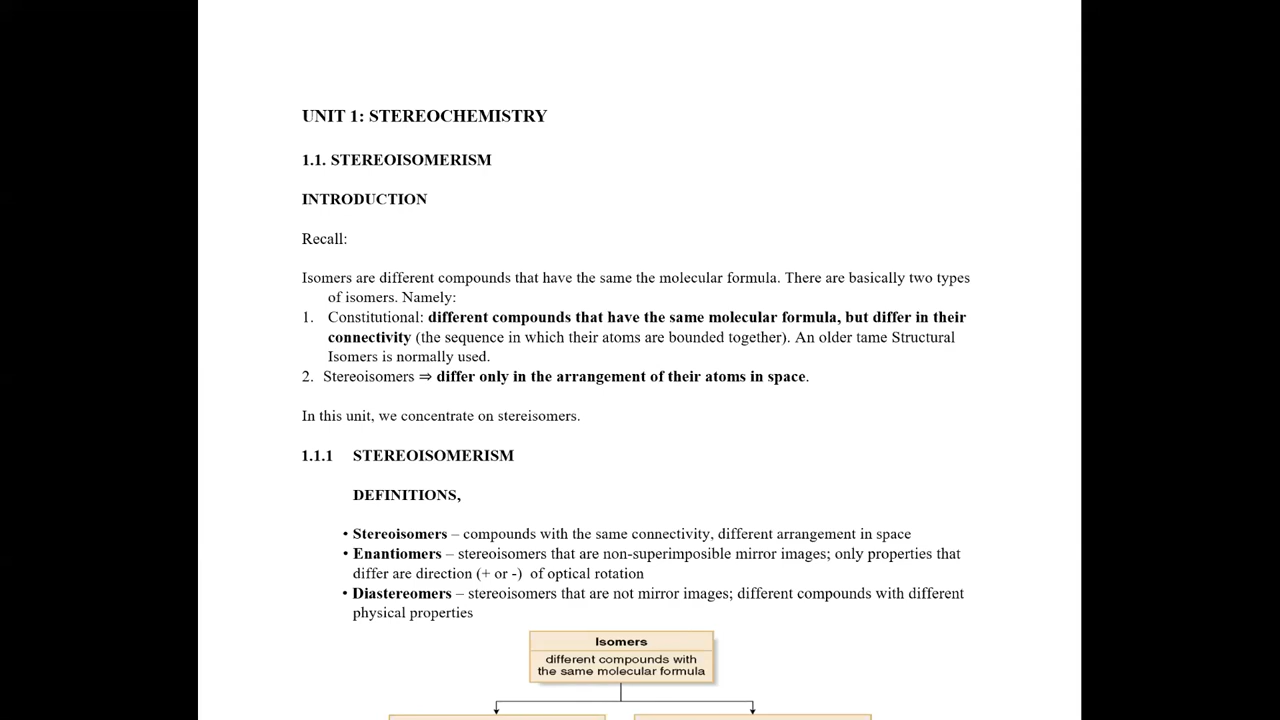 UNIT 1: STEREOCHEMISTRY
1.1. STEREOISOMERISM
INTRODUCTION
Recall:
Isomers are different compounds that have the same the molecular formula. There are basically two types
of isomers. Namely:
1. Constitutional: different compounds that have the same molecular formula, but differ in their
connectivity (the sequence in which their atoms are bounded together). An older tame Structural
Isomers is normally used.
2. Stereoisomers ⇒ differ only in the arrangement of their atoms in space.
In this unit, we concentrate on stereisomers.
1.1.1 STEREOISOMERISM
DEFINITIONS,
• Stereoisomers – compounds with the same connectivity, different arrangement in space
• Enantiomers – stereoisomers that are non-superimposible mirror images; only properties that
differ are direction (+ or -) of optical rotation
• Diastereomers – stereoisomers that are not mirror images; different compounds with different
physical properties
Isomers
different compounds with
the same molecular formula